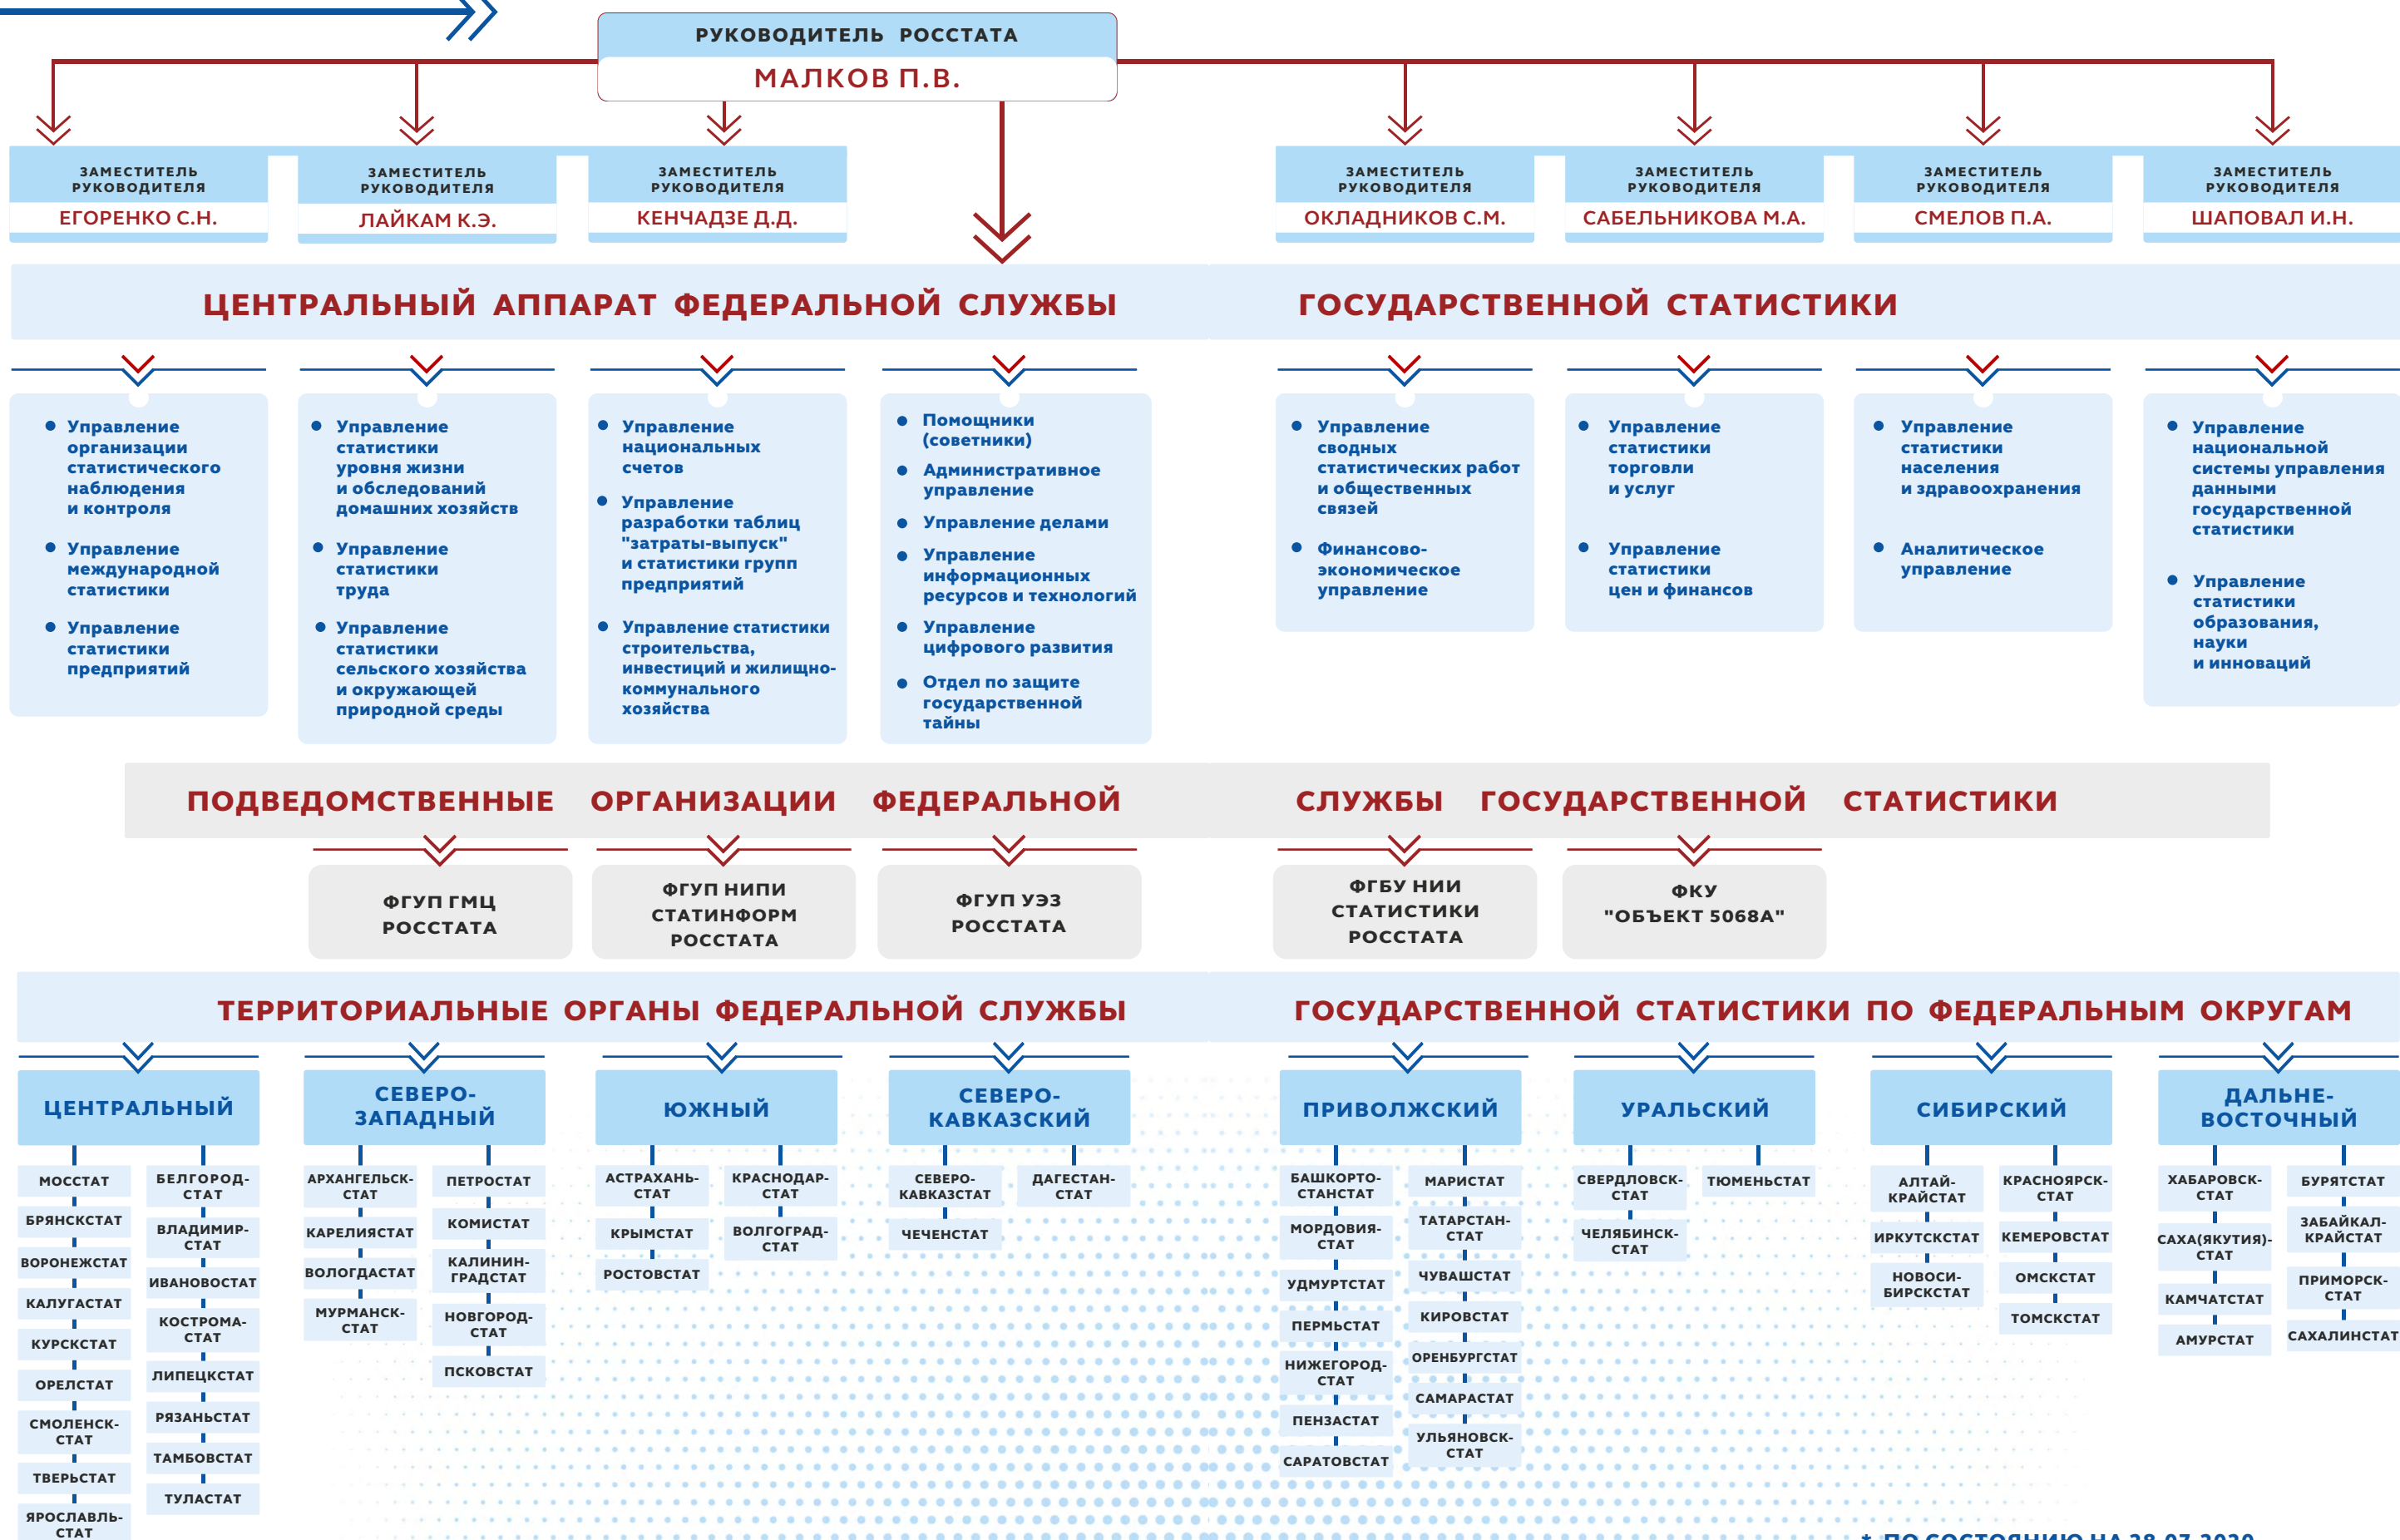 РУКОВОДИТЕЛЬ РОССТАТА
МАЛКОВ П.В.
ЗАМЕСТИТЕЛЬ
РУКОВОДИТЕЛЯ
ЕГОРЕНКО С.Н.
ЗАМЕСТИТЕЛЬ
РУКОВОДИТЕЛЯ
ЛАЙКАМ К.Э.
ЗАМЕСТИТЕЛЬ
РУКОВОДИТЕЛЯ
КЕНЧАДЗЕ Д.Д.
ЗАМЕСТИТЕЛЬ
РУКОВОДИТЕЛЯ
ОКЛАДНИКОВ С.М.
ЗАМЕСТИТЕЛЬ
РУКОВОДИТЕЛЯ
САБЕЛЬНИКОВА М.А.
ЗАМЕСТИТЕЛЬ
РУКОВОДИТЕЛЯ
СМЕЛОВ П.А.
ЗАМЕСТИТЕЛЬ
РУКОВОДИТЕЛЯ
ШАПОВАЛ И.Н.
ЦЕНТРАЛЬНЫЙ АППАРАТ ФЕДЕРАЛЬНОЙ СЛУЖБЫ ГОСУДАРСТВЕННОЙ СТАТИСТИКИ
Управление
организации
статистического
наблюдения
и контроля
Управление
международной
статистики
Управление
статистики
предприятий
Управление
статистики
уровня жизни
и обследований
домашних хозяйств
Управление
статистики
труда
Управление
статистики
сельского хозяйства
и окружающей
природной среды
Управление
национальных
счетов
Управление
разработки таблиц
"затраты-выпуск"
и статистики групп
предприятий
Управление статистики
строительства,
инвестиций и жилищно-
коммунального
хозяйства
Помощники
(советники)
Административное
управление
Управление делами
Управление
информационных
ресурсов и технологий
Управление
цифрового развития
Отдел по защите
государственной
тайны
Управление
сводных
статистических работ
и общественных
связей
Финансово-
экономическое
управление
Управление
статистики
торговли
и услуг
Управление
статистики
цен и финансов
Управление
статистики
населения
и здравоохранения
Аналитическое
управление
Управление
национальной
системы управления
данными
государственной
статистики
Управление
статистики
образования,
науки
и инноваций
ПОДВЕДОМСТВЕННЫЕ ОРГАНИЗАЦИИ ФЕДЕРАЛЬНОЙ СЛУЖБЫ ГОСУДАРСТВЕННОЙ СТАТИСТИКИ
ФГУП ГМЦ
РОССТАТА
ФГУП НИПИ
СТАТИНФОРМ
РОССТАТА
ФГУП УЭЗ
РОССТАТА
ФГБУ НИИ
СТАТИСТИКИ
РОССТАТА
ФКУ
"ОБЪЕКТ 5068А"
ТЕРРИТОРИАЛЬНЫЕ ОРГАНЫ ФЕДЕРАЛЬНОЙ СЛУЖБЫ ГОСУДАРСТВЕННОЙ СТАТИСТИКИ ПО ФЕДЕРАЛЬНЫМ ОКРУГАМ
ЦЕНТРАЛЬНЫЙ
МОССТАТ
БРЯНСКСТАТ
ВОРОНЕЖСТАТ
КАЛУГАСТАТ
КУРСКСТАТ
ОРЕЛСТАТ
СМОЛЕНСК-
СТАТ
ТВЕРЬСТАТ
ЯРОСЛАВЛЬ-
СТАТ
БЕЛГОРОД-
СТАТ
ВЛАДИМИР-
СТАТ
ИВАНОВОСТАТ
КОСТРОМА-
СТАТ
ЛИПЕЦКСТАТ
РЯЗАНЬСТАТ
ТАМБОВСТАТ
ТУЛАСТАТ
СЕВЕРО-
ЗАПАДНЫЙ
АРХАНГЕЛЬСК-
СТАТ
КАРЕЛИЯСТАТ
ВОЛОГДАСТАТ
МУРМАНСК-
СТАТ
ПЕТРОСТАТ
КОМИСТАТ
КАЛИНИН-
ГРАДСТАТ
НОВГОРОД-
СТАТ
ПСКОВСТАТ
ЮЖНЫЙ
АСТРАХАНЬ-
СТАТ
КРЫМСТАТ
РОСТОВСТАТ
КРАСНОДАР-
СТАТ
ВОЛГОГРАД-
СТАТ
СЕВЕРО-
КАВКАЗСКИЙ
СЕВЕРО-
КАВКАЗСТАТ
ЧЕЧЕНСТАТ
ДАГЕСТАН-
СТАТ
ПРИВОЛЖСКИЙ
БАШКОРТО-
СТАНСТАТ
МОРДОВИЯ-
СТАТ
УДМУРТСТАТ
ПЕРМЬСТАТ
НИЖЕГОРОД-
СТАТ
ПЕНЗАСТАТ
САРАТОВСТАТ
МАРИСТАТ
ТАТАРСТАН-
СТАТ
ЧУВАШСТАТ
КИРОВСТАТ
ОРЕНБУРГСТАТ
САМАРАСТАТ
УЛЬЯНОВСК-
СТАТ
УРАЛЬСКИЙ
СВЕРДЛОВСК-
СТАТ
ЧЕЛЯБИНСК-
СТАТ
ТЮМЕНЬСТАТ
СИБИРСКИЙ
АЛТАЙ-
КРАЙСТАТ
ИРКУТСКСТАТ
НОВОСИ-
БИРСКСТАТ
КРАСНОЯРСК-
СТАТ
КЕМЕРОВСТАТ
ОМСКСТАТ
ТОМСКСТАТ
ДАЛЬНЕ-
ВОСТОЧНЫЙ
ХАБАРОВСК-
СТАТ
САХА(ЯКУТИЯ)-
СТАТ
КАМЧАТСТАТ
АМУРСТАТ
БУРЯТСТАТ
ЗАБАЙКАЛ-
КРАЙСТАТ
ПРИМОРСК-
СТАТ
САХАЛИНСТАТ
* ПО СОСТОЯНИЮ НА 28.07.2020